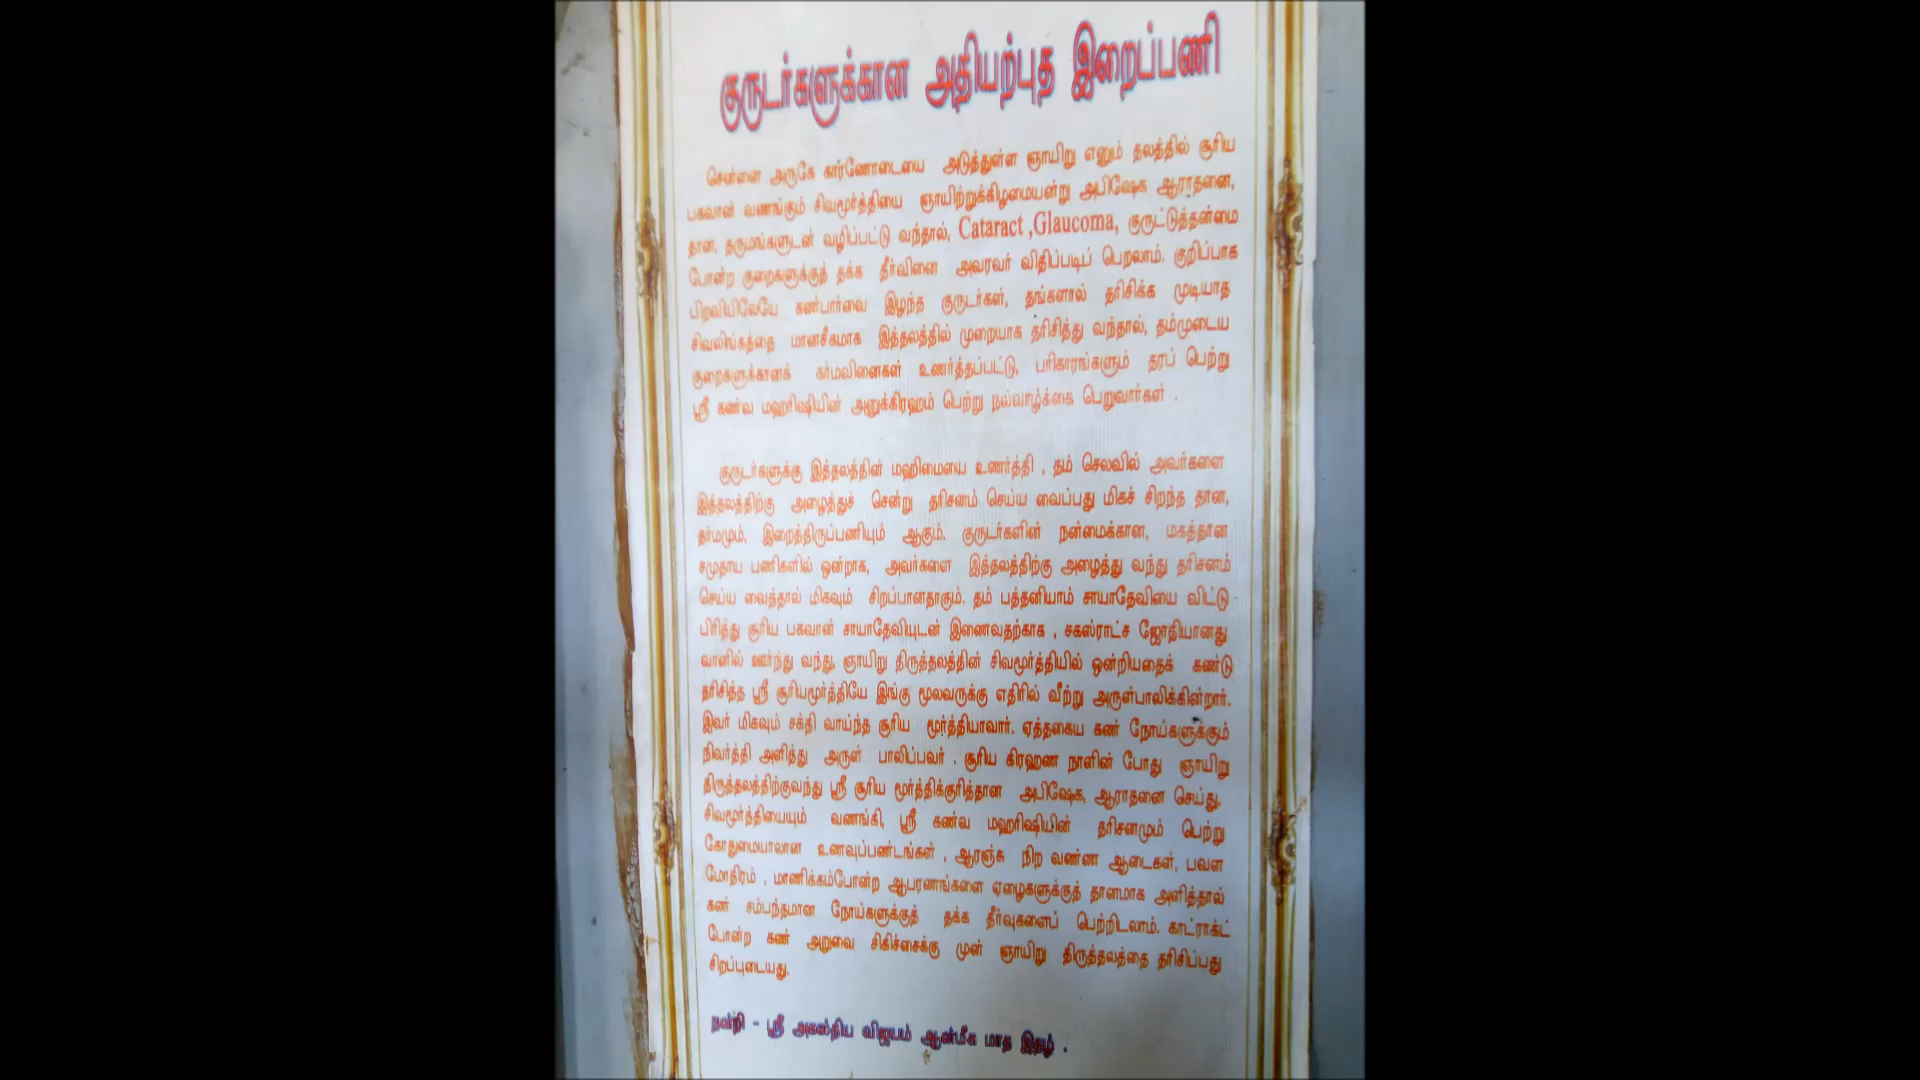 குருடர்களுக்கான அதியற்புத இறைப்பணி
சென்னை அருகே கார்ணோடையை அடுத்துள்ள ஞாயிறு எனும் தலத்தில் சூரிய
பகவான் வணங்கும் சிவமூர்த்தியை ஞாயிற்றுக்கிழமையன்று அபிஷேக ஆராதனை,
தான, தருமங்களுடன் வழிப்பட்டு வந்தால், Cataract ,Glaucoma, குருட்டுத்தன்மை
போன்ற குறைகளுக்குத் தக்க தீர்வினை அவரவர் விதிப்படிப் பெறலாம். குறிப்பாக
பிறவியிலேயே கண்பார்வை இழந்த குருடர்கள், தங்களால் தரிசிக்க முடியாத
சிவலிங்கத்தை மானசீகமாக இத்தலத்தில் முறையாக தரிசித்து வந்தால், தம்முடைய
குறைகளுக்கானக் கர்மவினைகள் உணர்த்தப்பட்டு, பரிகாரங்களும் தரப் பெற்று
ஸ்ரீ கண்வ மஹரிஷியின் அனுக்கிரஹம் பெற்று நல்வாழ்க்கை பெறுவார்கள் .
குருடர்களுக்கு இத்தலத்தின் மஹிமையை உணர்த்தி , தம் செலவில் அவர்களை
இத்தலத்திற்கு அழைத்துச் சென்று தரிசனம் செய்ய வைப்பது மிகச் சிறந்த தான,
தர்மமும், இறைத்திருப்பணியும் ஆகும். குருடர்களின் நன்மைக்கான, மகத்தான
சமுதாய பணிகளில் ஒன்றாக, அவர்களை இத்தலத்திற்கு அழைத்து வந்து தரிசனம்
செய்ய வைத்தால் மிகவும் சிறப்பானதாகும். தம் பத்தனியாம் சாயாதேவியை விட்டு
பிரித்து சூரிய பகவான் சாயாதேவியுடன் இணைவதற்காக , சகஸ்ராட்ச ஜோதியானது
வானில் ஊர்ந்து வந்து, ஞாயிறு திருத்தலத்தின் சிவமூர்த்தியில் ஒன்றியதைக் கண்டு
தரிசித்த ஸ்ரீ சூரியமூர்த்தியே இங்கு மூலவருக்கு எதிரில் வீற்று அருள்பாலிக்கின்றார்.
இவர் மிகவும் சக்தி வாய்ந்த சூரிய மூர்த்தியாவார். ஏத்தகைய கண் நோய்களுக்கும்
நிவர்த்தி அளித்து அருள் பாலிப்பவர் . சூரிய கிரஹண நாளின் போது ஞாயிறு
திருத்தலத்திற்குவந்து ஸ்ரீ சூரிய மூர்த்திக்குரித்தான அபிஷேக, ஆராதனை செய்து,
சிவமூர்த்தியையும் வணங்கி, ஸ்ரீ கண்வ மஹரிஷியின் தரிசனமும் பெற்று
கோதுமையாலான உணவுப்பண்டங்கள் , ஆரஞ்சு நிற வண்ண ஆடைகள், பவள
மோதிரம் , மாணிக்கம்போன்ற ஆபரணங்களை ஏழைகளுக்குத் தானமாக அளித்தால்
கண் சம்பந்தமான நோய்களுக்குத் தக்க தீர்வுகளைப் பெற்றிடலாம். காட்ராக்ட்
போன்ற கண் அறுவை சிகிச்சைக்கு முன் ஞாயிறு திருத்தலத்தை தரிசிப்பது
சிறப்புடையது.
நன்றி - ஸ்ரீ அகஸ்திய விஜயம் ஆன்மீக மாத இதழ் .